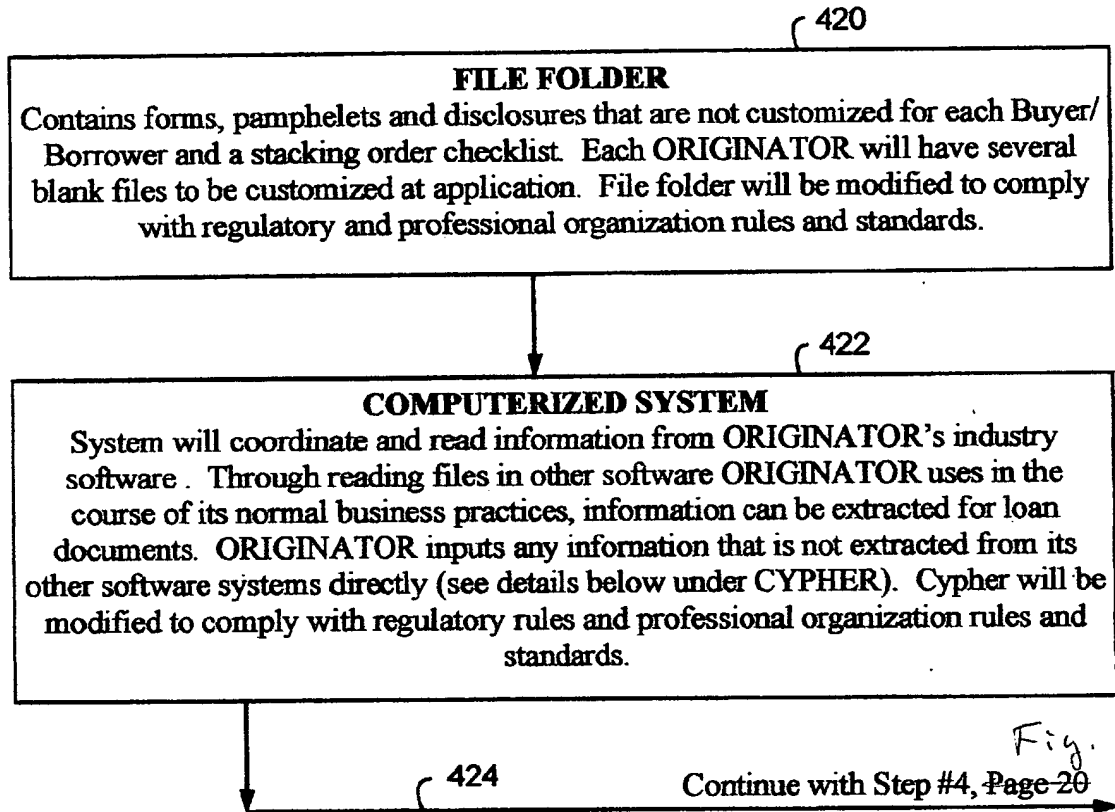 420
FILE FOLDER
Contains forms, pamphelets and disclosures that are not customized for each Buyer/
Borrower and a stacking order checklist. Each ORIGINATOR will have several
blank files to be customized at application. File folder will be modified to comply
with regulatory and professional organization rules and standards.
422
COMPUTERIZED SYSTEM
System will coordinate and read information from ORIGINATOR's industry
software . Through reading files in other software ORIGINATOR uses in the
course of its normal business practices, information can be extracted for loan
documents. ORIGINATOR inputs any information that is not extracted from its
other software systems directly (see details below under CYPHER). Cypher will be
modified to comply with regulatory rules and professional organization rules and
standards.
Fig.
424
Continue with Step #4, Page 20